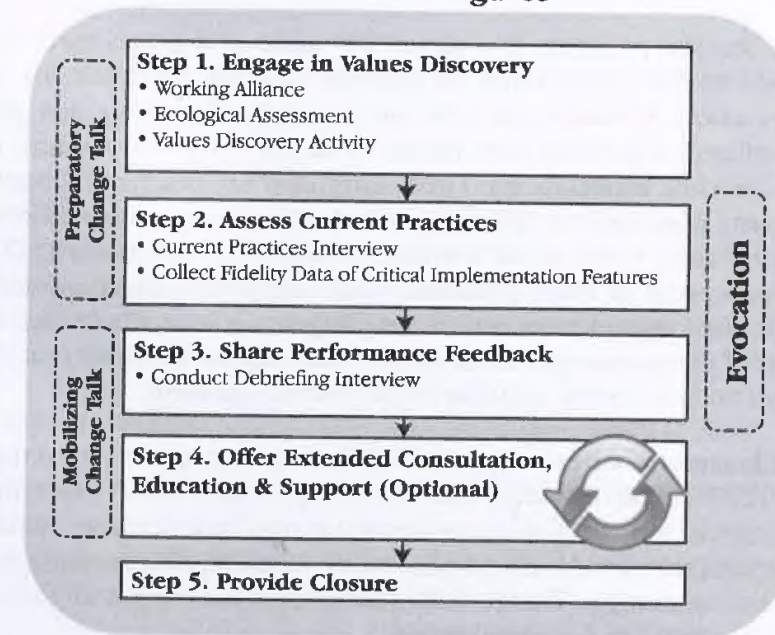 Step 1. Engage in Values Discovery
• Working Alliance
• Ecological Assessment
• Values Discovery Activity
Preparatory
Change Talk
Step 2. Assess Current Practices
• Current Practices Interview
• Collect Fidelity Data of Critical Implementation Features
Evocation
Step 3. Share Performance Feedback
• Conduct Debriefing Interview
Mobilizing
Change Talk
Step 4. Offer Extended Consultation,
Education & Support (Optional)
Step 5. Provide Closure